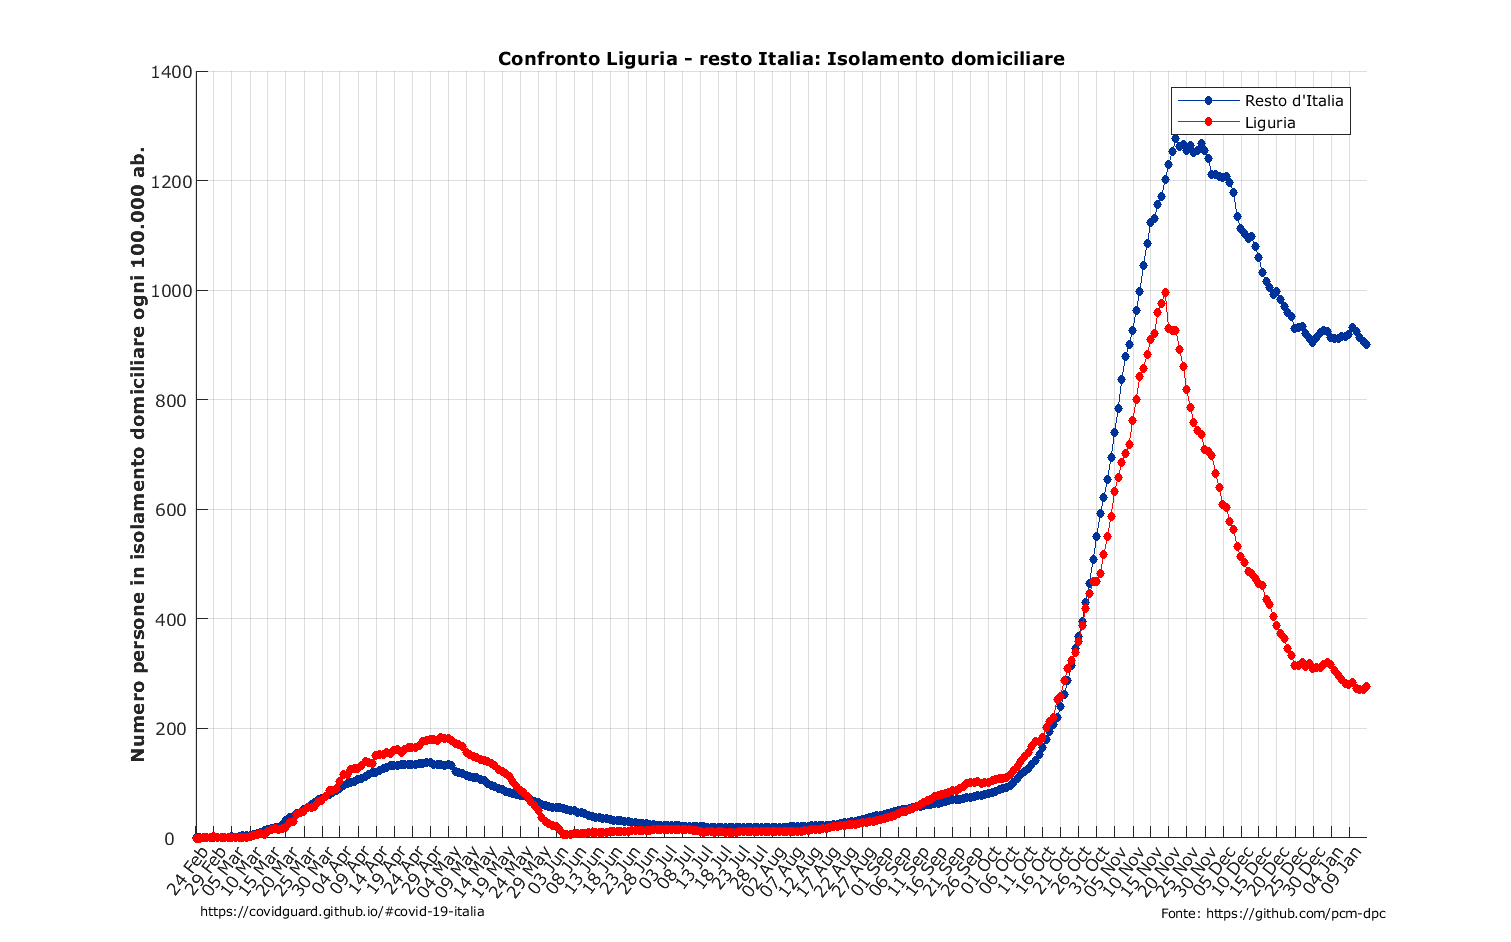 Confronto Liguria - resto Italia: Isolamento domiciliare
Numero persone in isolamento domiciliare ogni 100.000 ab.
1400
1200
1000
800
600
400
200
0
Resto d'Italia
Liguria
24 Feb
29 Feb
05 Mar
10 Mar
15 Mar
20 Mar
25 Mar
30 Mar
04 Apr
09 Apr
14 Apr
19 Apr
24 Apr
29 Apr
04 May
09 May
14 May
19 May
24 May
29 May
03 Jun
08 Jun
13 Jun
18 Jun
23 Jun
28 Jun
03 Jul
08 Jul
13 Jul
18 Jul
23 Jul
28 Jul
02 Aug
07 Aug
12 Aug
17 Aug
22 Aug
27 Aug
01 Sep
06 Sep
11 Sep
16 Sep
21 Sep
26 Sep
01 Oct
06 Oct
11 Oct
16 Oct
21 Oct
26 Oct
31 Oct
05 Nov
10 Nov
15 Nov
20 Nov
25 Nov
30 Nov
05 Dec
10 Dec
15 Dec
20 Dec
25 Dec
30 Dec
04 Jan
09 Jan
https://covidguard.github.io/#covid-19-italia
Fonte: https://github.com/pcm-dpc